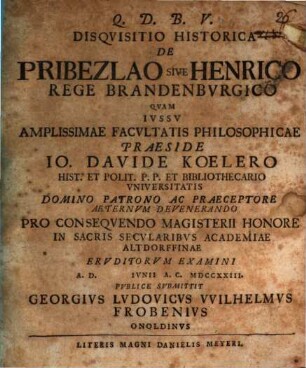 Q. D. B. V.
DISQVISITIO HISTORICA
DE
PRIBEZLAO SIVE HENRICO
REGE BRANDENBVRGICO
QVAM
IVSSV
AMPLISSIMAE FACVLTATIS PHILOSOPHICAE
PRAESIDE
IO. DAVIDE KOELERO
HIST. ET POLIT. P. P. ET BIBLIOTHECARIO
VNIVERSITATIS
DOMINO PATRONO AC PRAECEPTORE
AETERNVM DEVENERANDO
PRO CONSEQVENDO MAGISTERII HONORE
IN SACRIS SECVLARIBVS ACADEMIAE
ALTDORFFINAE
ERVDITORVM EXAMINI
A. D. IVNII A. C. MDCCXXIII.
PVBLICE SVBMITTIT
GEORGIVS LVDOVICVS VVILHELMVS
FROBENIVS
ONOLDINVS
LITERIS MAGNI DANIELIS MEYERI.